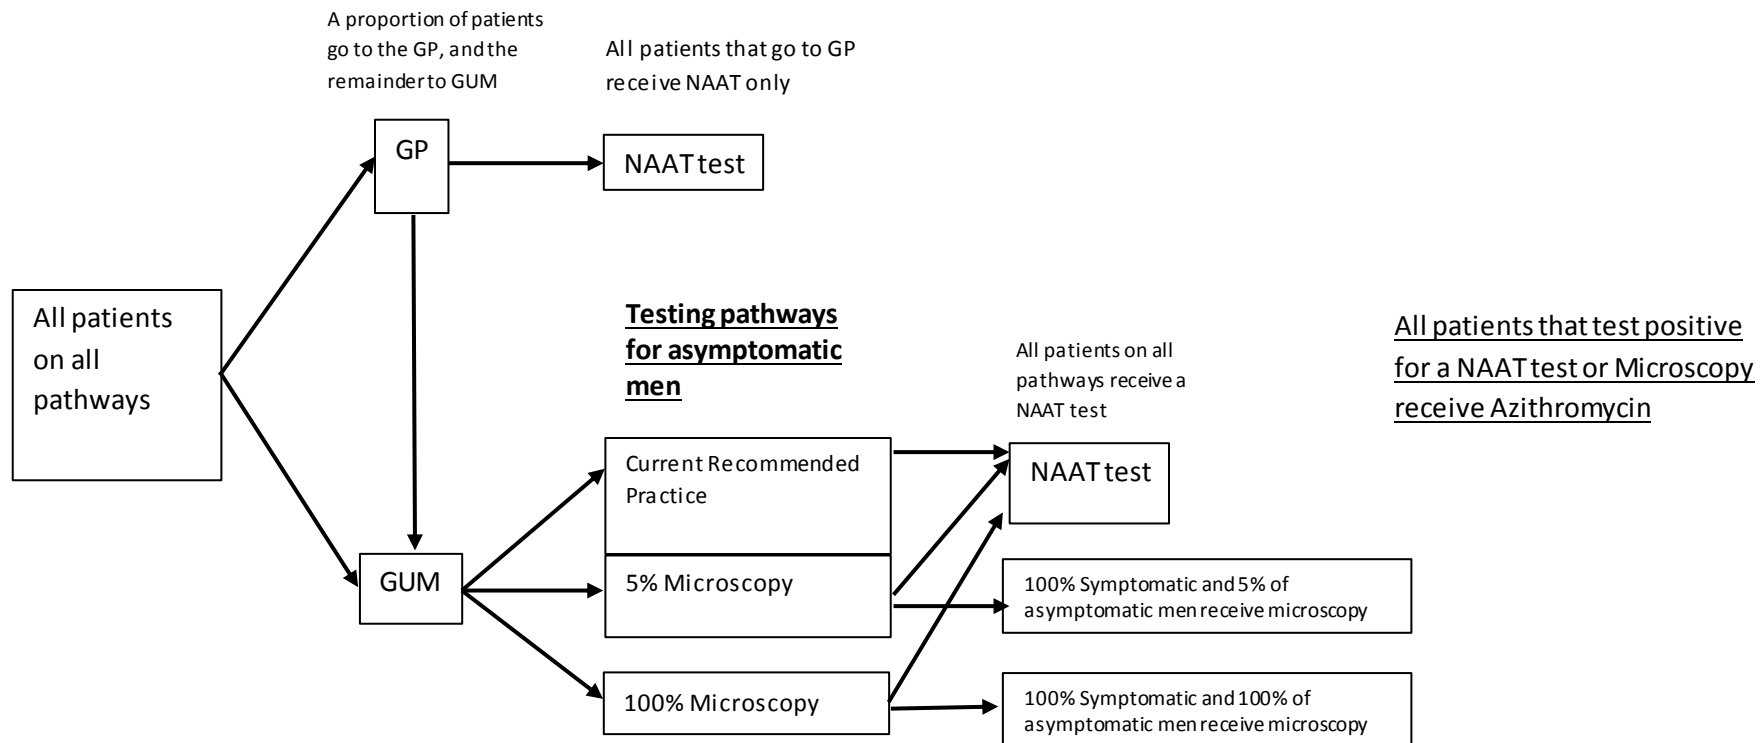 A proportion of patients
go to the GP, and the
remainder to GUM
All patients that go to GP
receive NAAT only
GP
NAAT test
All patients
on all
pathways
Testing pathways
for asymptomatic
men
All patients on all
pathways receive a
NAAT test
All patients that test positive
for a NAAT test or Microscopy
receive Azithromycin
Current Recommended
Practice
NAAT test
GUM
5% Microscopy
100% Symptomatic and 5% of
asymptomatic men receive microscopy
100% Microscopy
100% Symptomatic and 100% of
asymptomatic men receive microscopy